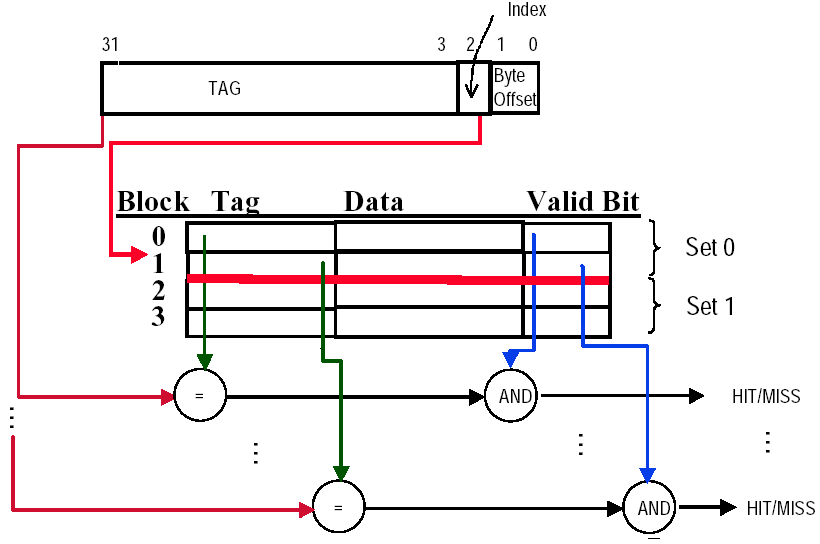 Index
31 3 2 1 0
TAG
Byte
Offset
Block Tag Data Valid Bit
0
1
2
3
Set 0
Set 1
= AND HIT/MISS
⋮ ⋮ ⋮ ⋮
= AND HIT/MISS